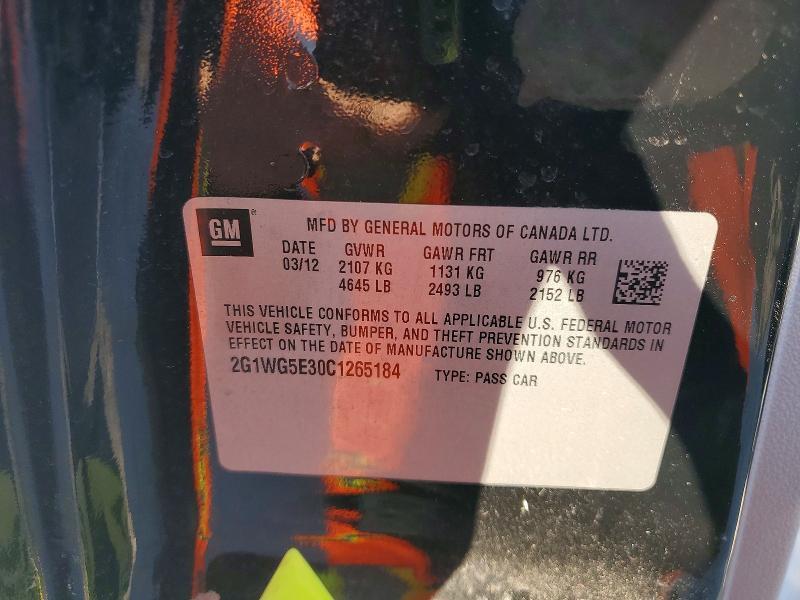 GM ®
MFD BY GENERAL MOTORS OF CANADA LTD.
DATE GVWR GAWR FRT GAWR RR
03/12 2107 KG 1131 KG 976 KG
4645 LB 2493 LB 2152 LB
THIS VEHICLE CONFORMS TO ALL APPLICABLE U.S. FEDERAL MOTOR
VEHICLE SAFETY, BUMPER, AND THEFT PREVENTION STANDARDS IN
EFFECT ON THE DATE OF MANUFACTURE SHOWN ABOVE.
2G1WG5E30C1265184 TYPE: PASS CAR